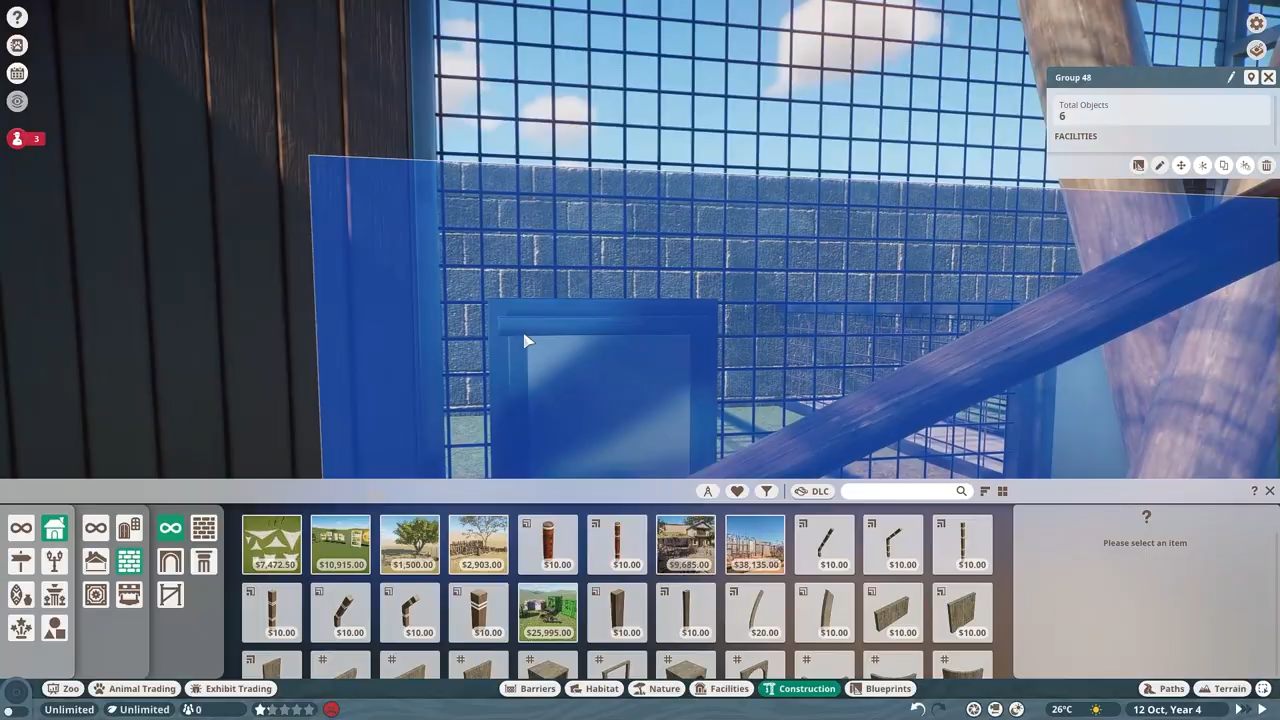 ?
3
Group 48
Total Objects
6
FACILITIES
DLC
? X
$7,472.50 $10,915.00 $1,500.00 $2,903.00 $10.00 $10.00 $9,685.00 $38,135.00 $10.00 $10.00 $10.00
$10.00 $10.00 $10.00 $10.00 $25,995.00 $10.00 $10.00 $20.00 $10.00 $10.00 $10.00
?
Please select an item
Zoo Animal Trading Exhibit Trading Barriers Habitat Nature Facilities Construction Blueprints Paths Terrain
Unlimited Unlimited 0 26°C 12 Oct, Year 4